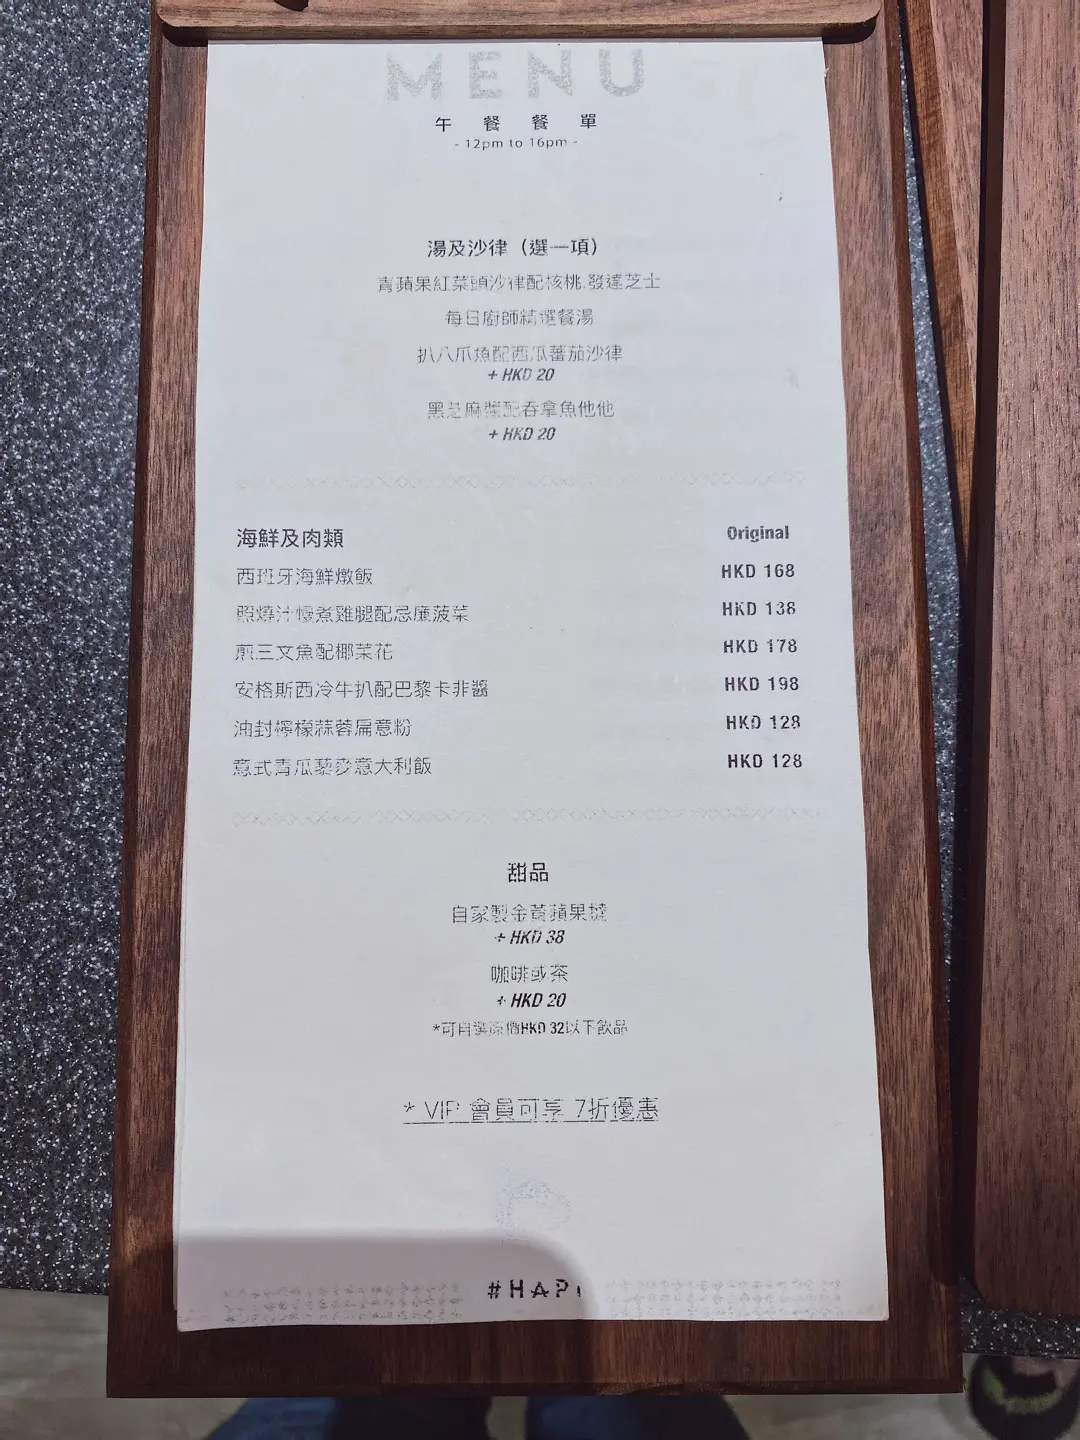 MENU
午餐餐單
- 12pm to 16pm -
湯及沙律（選一項）
青蘋果紅菜頭沙律配核桃.發達芝士
每日廚師精選餐湯
扒八爪魚配西瓜蕃茄沙律
+ HKD 20
黑芝麻醬配吞拿魚他他
+ HKD 20
海鮮及肉類 Original
西班牙海鮮燉飯 HKD 168
照燒汁慢煮雞腿配忌廉菠菜 HKD 138
煎三文魚配椰菜花 HKD 178
安格斯西冷牛扒配巴黎卡非醬 HKD 198
油封檸檬蒜蓉扁意粉 HKD 128
意式青瓜藜麥意大利飯 HKD 128
甜品
自家製金黃蘋果撻
+ HKD 38
咖啡或茶
+ HKD 20
*可自選原價HKD 32以下飲品
* VIP 會員可享 7折優惠